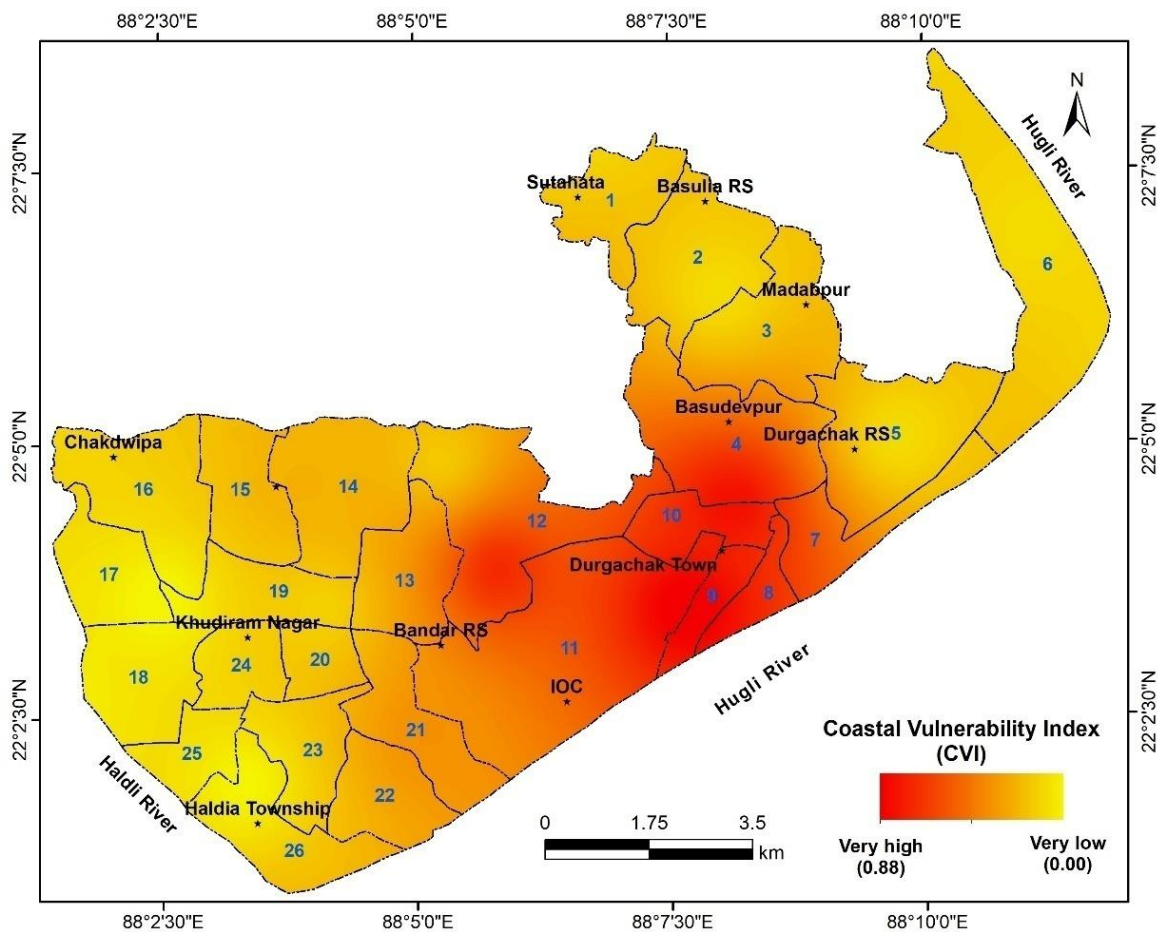 88°2'30"E 88°5'0"E 88°7'30"E 88°10'0"E
N
Hugli River
22°7'30"N
22°7'30"N
Sutahata
Basulia RS
1
2
6
Madabpur
3
Basudevpur
Durgachak RS
5
4
22°5'0"N
22°5'0"N
Chakdwipa
16
15
14
12
10
7
Durgachak Town
9
8
17
19
13
Khudiram Nagar
Bandar RS
11
18
24
20
IOC
Hugli River
22°2'30"N
22°2'30"N
25
23
21
22
Haldi River
Haldia Township
26
Coastal Vulnerability Index
(CVI)
Very high
(0.88)
Very low
(0.00)
0 1.75 3.5
km
88°2'30"E 88°5'0"E 88°7'30"E 88°10'0"E